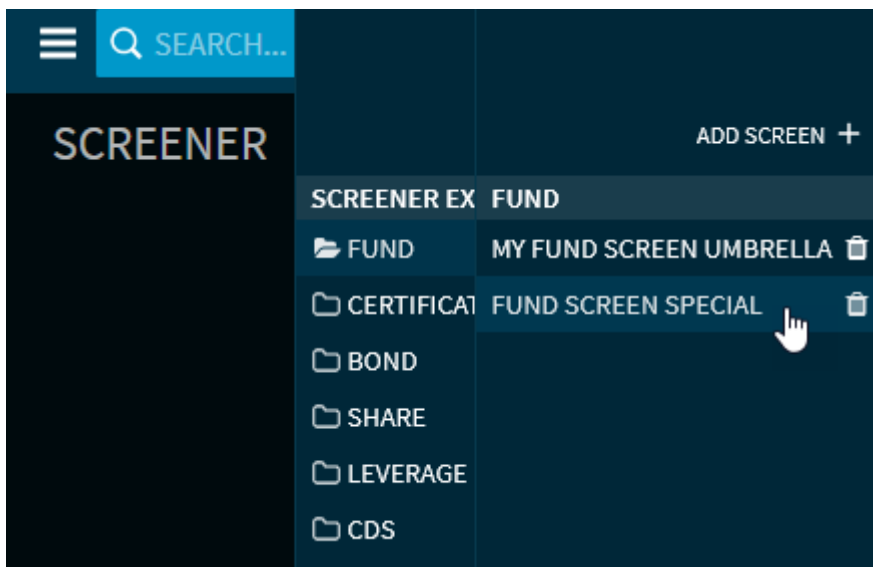 SEARCH...
SCREENER
ADD SCREEN +
SCREENER EX
FUND
FUND
MY FUND SCREEN UMBRELLA
CERTIFICAT
FUND SCREEN SPECIAL
BOND
SHARE
LEVERAGE
CDS